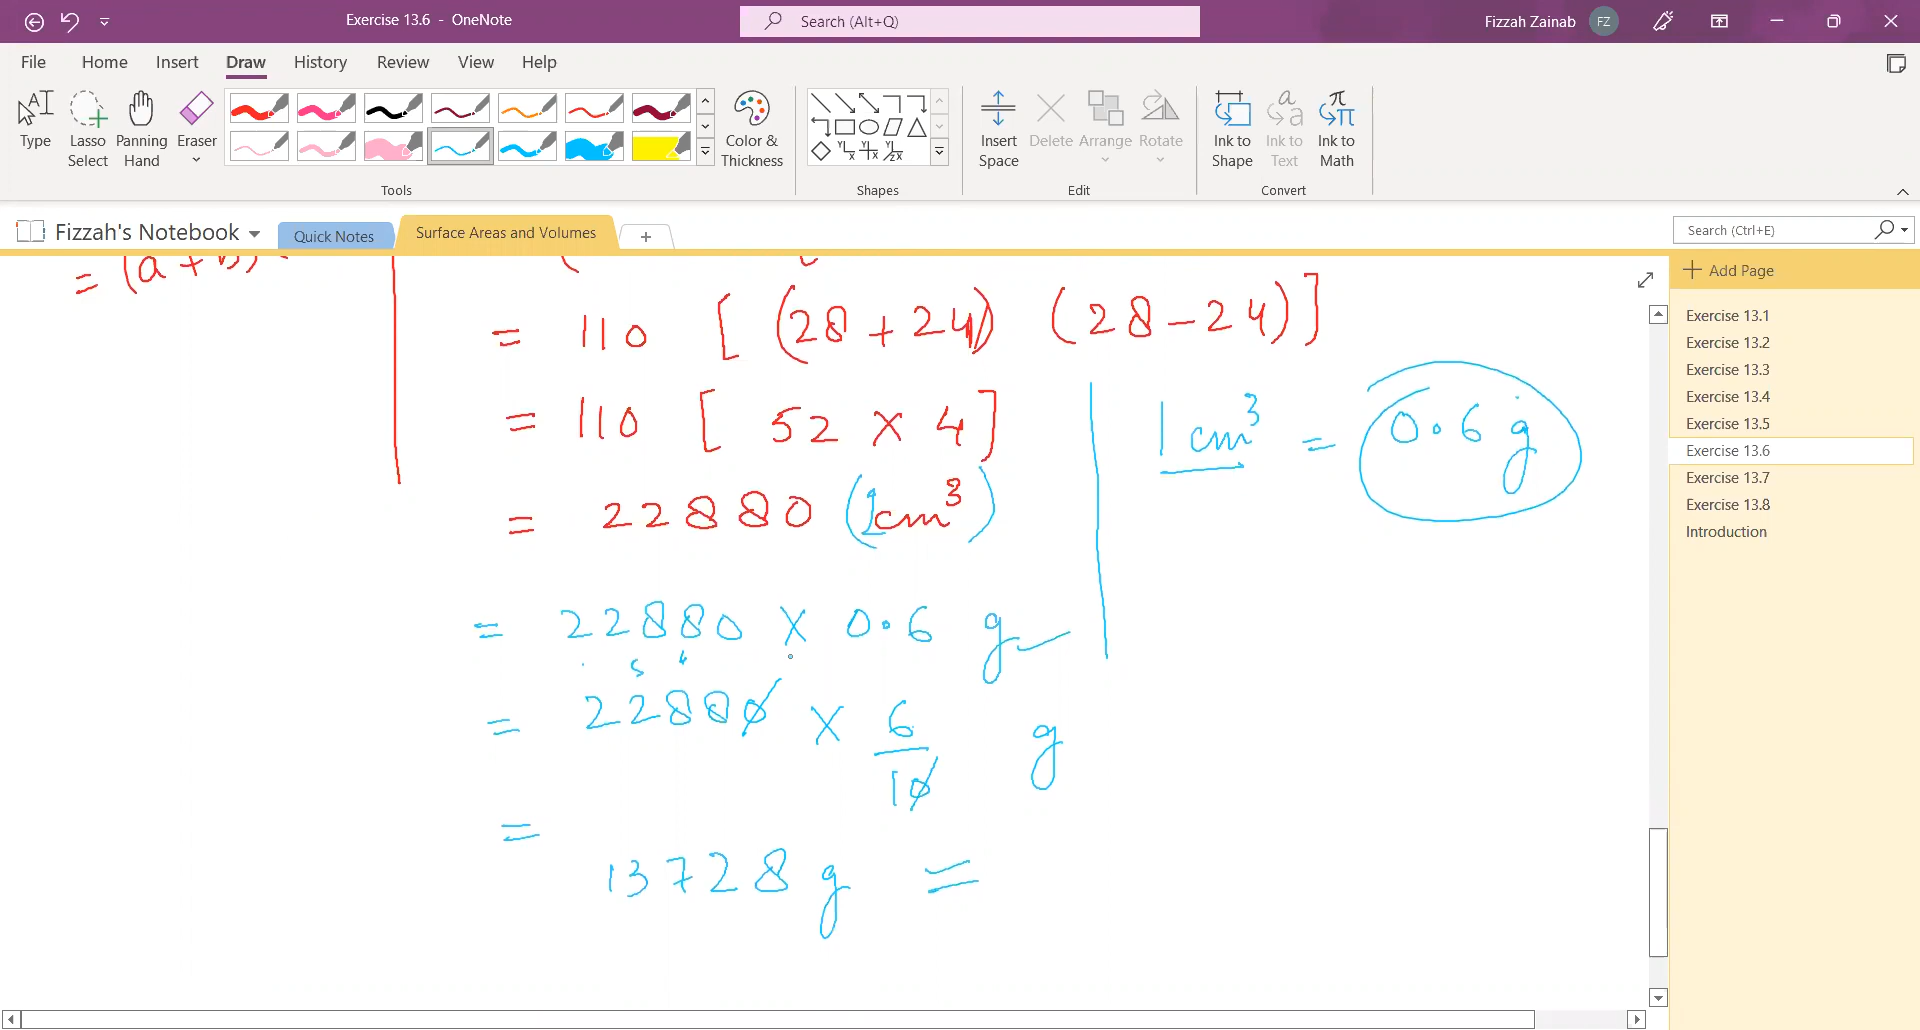 Exercise 13.6 - OneNote
Search (Alt+Q)
Fizzah Zainab
FZ
File Home Insert Draw History Review View Help
Type
Lasso Select
Panning Hand
Eraser
Color & Thickness
Insert Space
Delete
Arrange
Rotate
Ink to Shape
Ink to Text
Ink to Math
Tools
Shapes
Edit
Convert
Fizzah's Notebook
Quick Notes
Surface Areas and Volumes
+
Search (Ctrl+E)
Add Page
Exercise 13.1
Exercise 13.2
Exercise 13.3
Exercise 13.4
Exercise 13.5
Exercise 13.6
Exercise 13.7
Exercise 13.8
Introduction
= (a+b)
= 110 [ (28 + 24) (28 - 24) ]
= 110 [ 52 × 4 ]
= 22880 (1cm³)
1 cm³ = 0.6 g
= 22880 × 0.6 g
5 4
= 22880 × 6/10 g
=
13728 g =